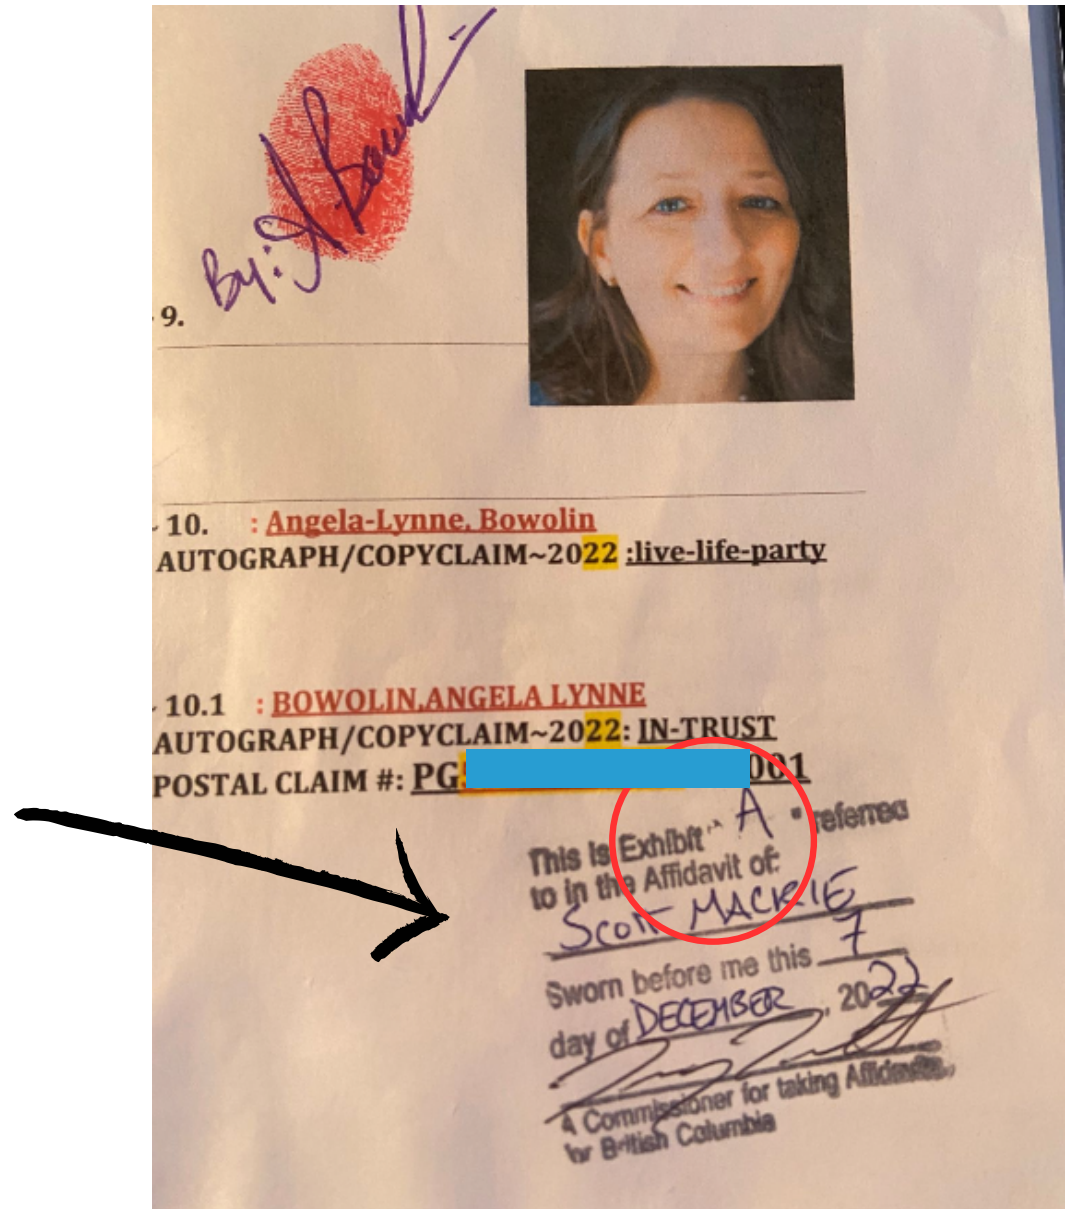 By: A Bowolin
9.
10. : Angela-Lynne, Bowolin
AUTOGRAPH/COPYCLAIM~2022 :live-life-party
10.1 : BOWOLIN,ANGELA LYNNE
AUTOGRAPH/COPYCLAIM~2022: IN-TRUST
POSTAL CLAIM #: PG 001
This is Exhibit " A " referred
to in the Affidavit of:
SCOTT MACKIE
Sworn before me this 7
day of DECEMBER, 2022
A Commissioner for taking Affidavits,
for British Columbia